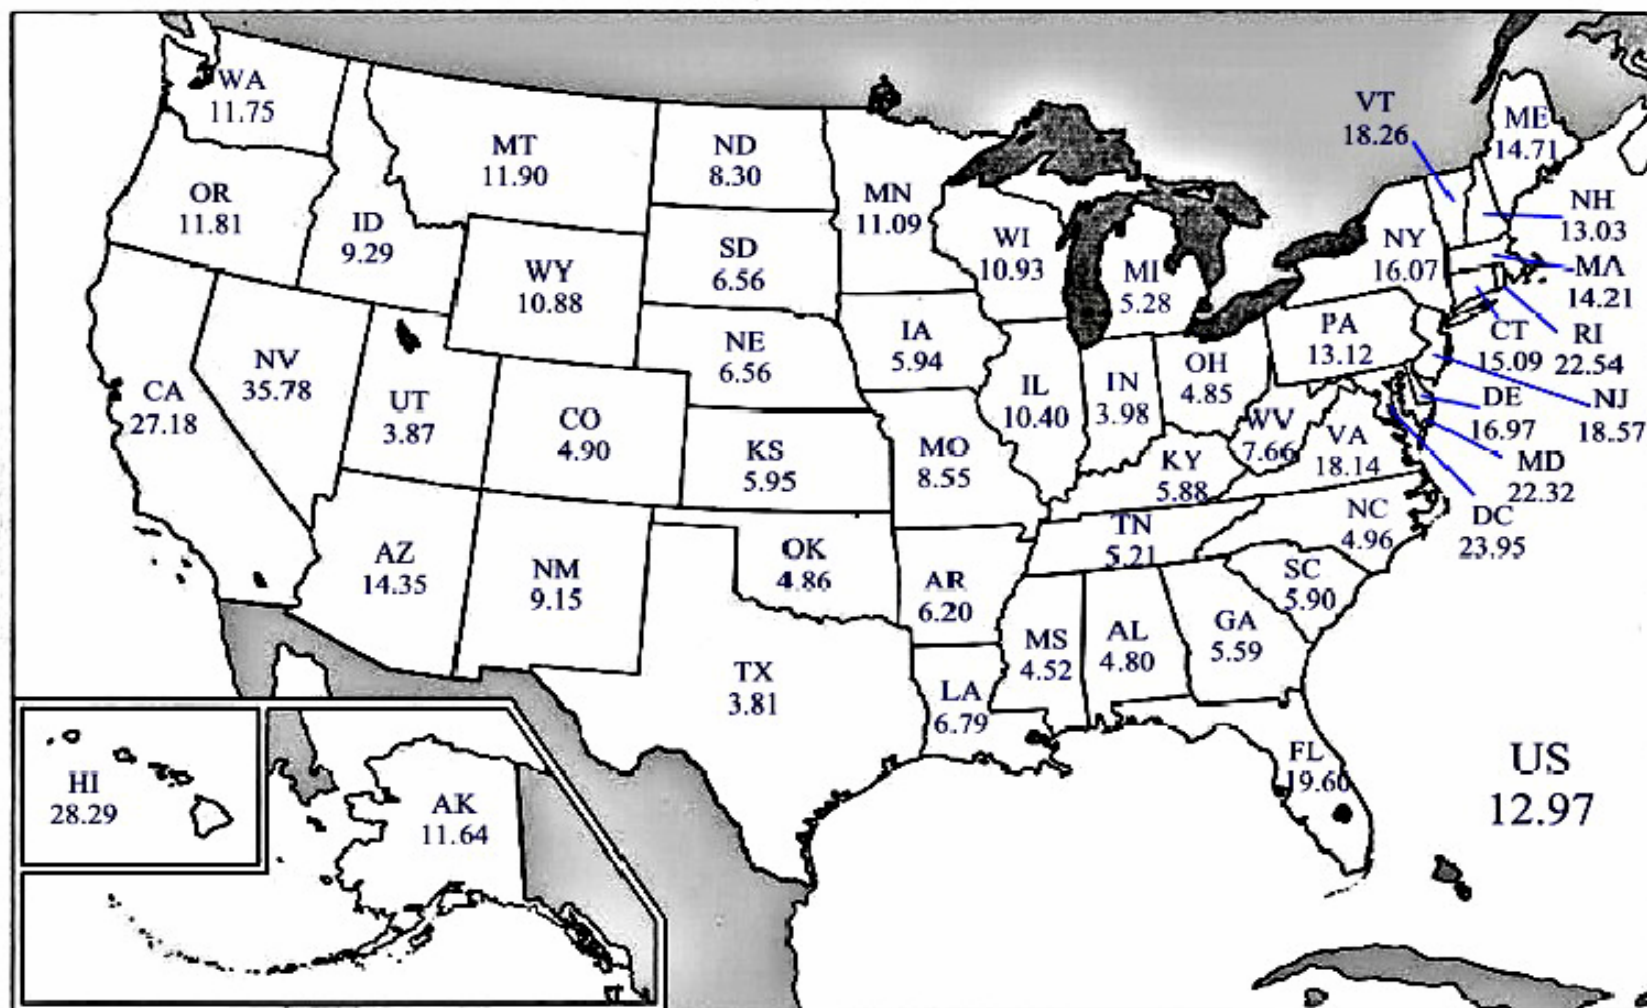 WA
11.75
MT
11.90
ND
8.30
MN
11.09
VT
18.26
ME
14.71
OR
11.81
ID
9.29
WY
10.88
SD
6.56
WI
10.93
MI
5.28
NY
16.07
NH
13.03
MA
14.21
RI
22.54
CT
15.09
NJ
18.57
DE
16.97
MD
22.32
DC
23.95
CA
27.18
NV
35.78
UT
3.87
CO
4.90
NE
6.56
IA
5.94
IL
10.40
IN
3.98
OH
4.85
PA
13.12
WV
7.66
VA
18.14
KS
5.95
MO
8.55
KY
5.88
TN
5.21
NC
4.96
AZ
14.35
NM
9.15
OK
4.86
AR
6.20
SC
5.90
TX
3.81
LA
6.79
MS
4.52
AL
4.80
GA
5.59
FL
19.60
HI
28.29
AK
11.64
US
12.97